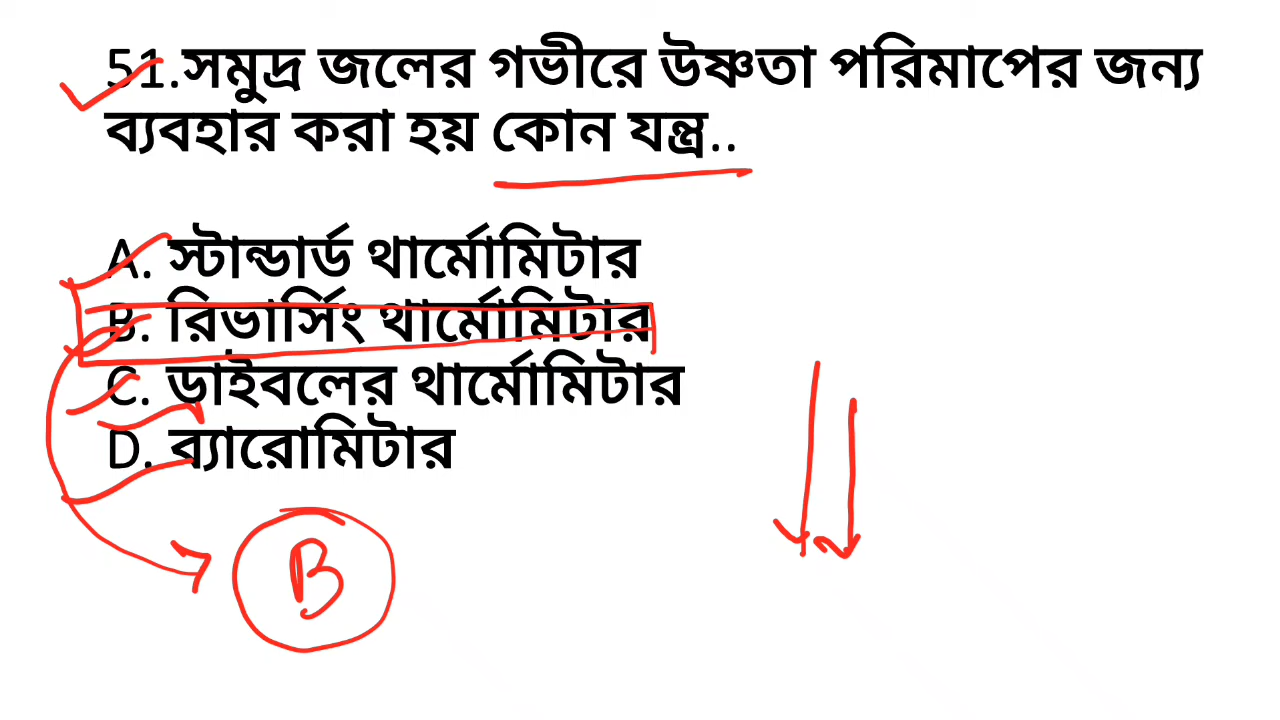 51.সমুদ্র জলের গভীরে উষ্ণতা পরিমাপের জন্য
ব্যবহার করা হয় কোন যন্ত্র..
A. স্টান্ডার্ড থার্মোমিটার
B. রিভার্সিং থার্মোমিটার
C. ডাইবলের থার্মোমিটার
D. ব্যারোমিটার
B